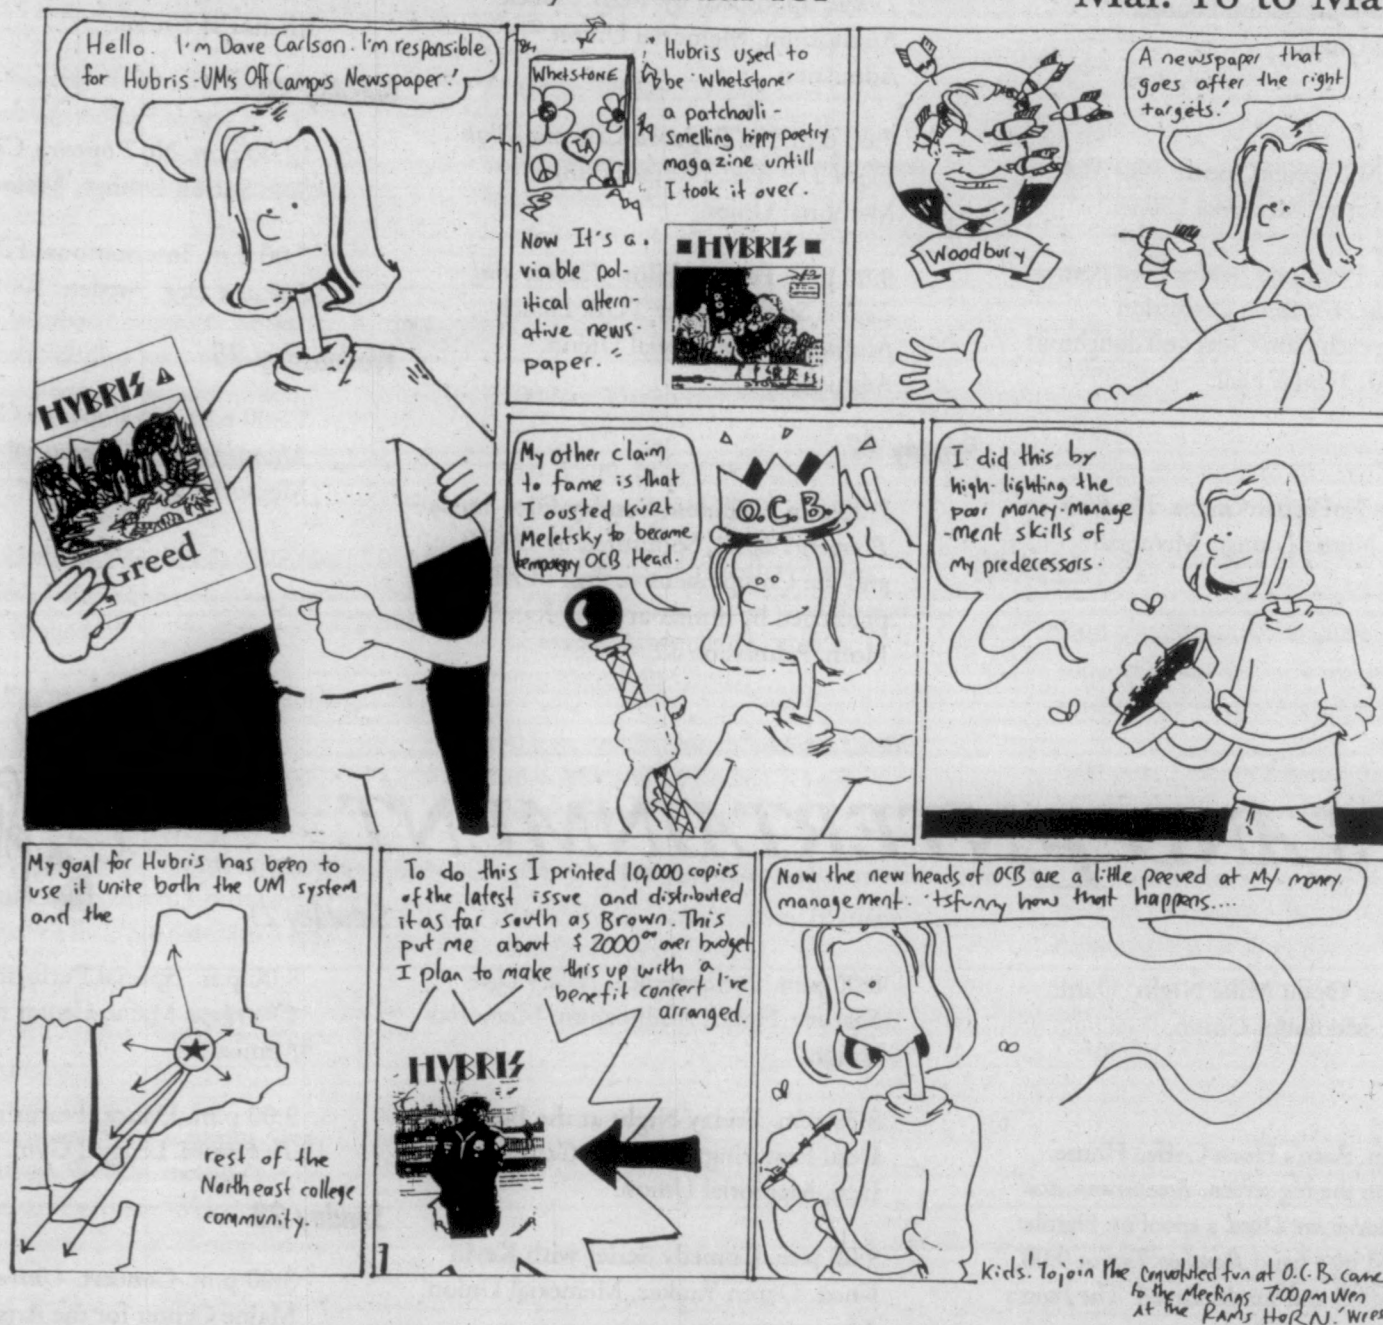 Mar. 16 to Ma
Hello. I'm Dave Carlson. I'm responsible
for Hubris-UM's Off Campus Newspaper!
HVBRIS
Greed
Whetstone
Hubris used to
be 'Whetstone'
a patchouli-
smelling hippy poetry
magazine untill
I took it over.
Now It's a
viable pol-
itical altern-
ative news-
paper."
HVBRIS
A newspaper that
goes after the right
targets!
Woodbury
My other claim
to fame is that
I ousted kurt
Meletsky to become
temporary OCB Head.
O.C.B.
I did this by
high-lighting the
poor money-manage
-ment skills of
my predecessors.
My goal for Hubris has been to
use it unite both the UM system
and the
rest of the
Northeast college
community.
To do this I printed 10,000 copies
of the latest issue and distributed
it as far south as Brown. This
put me about $2000⁰⁰ over budget
I plan to make this up with a
benefit concert I've
arranged.
HVBRIS
Now the new heads of OCB are a little peeved at My money
management. 'tsfunny how that happens....
Kids! To join the convoluted fun at O.C.B. come
to the Meetings 7:00 pm Wen
At the RAMS HORN!